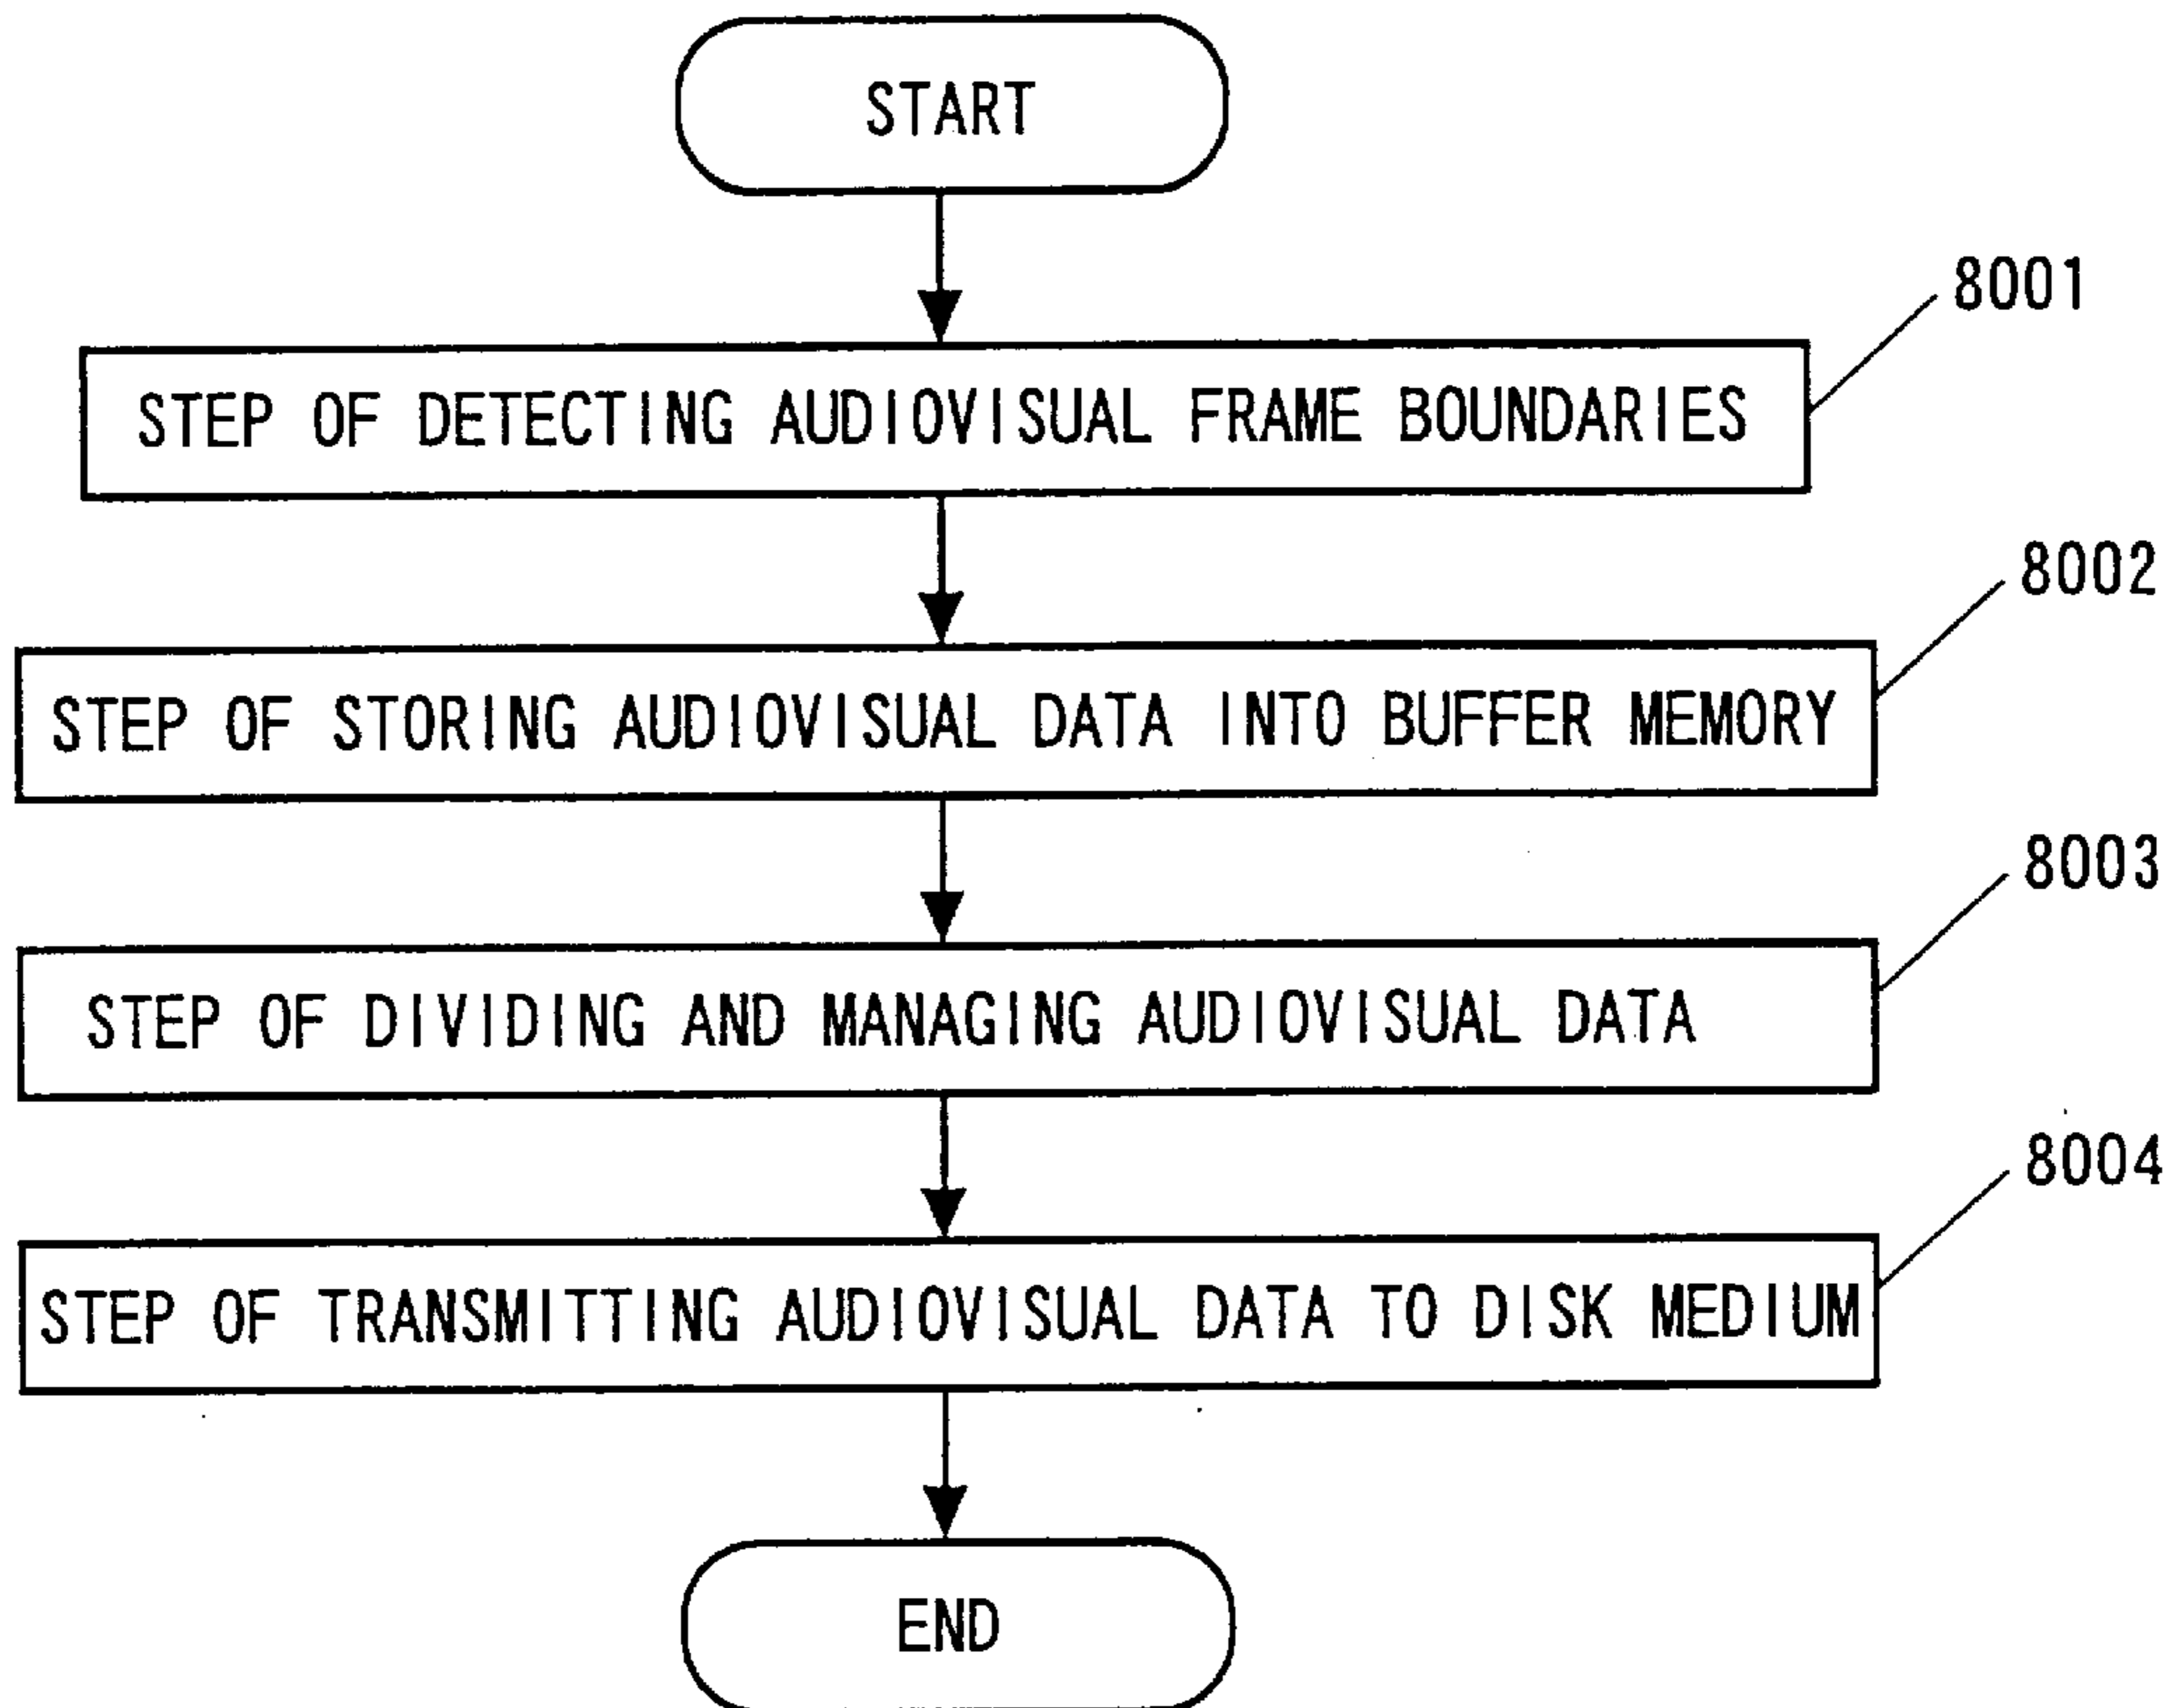 START
8001
STEP OF DETECTING AUDIOVISUAL FRAME BOUNDARIES
8002
STEP OF STORING AUDIOVISUAL DATA INTO BUFFER MEMORY
8003
STEP OF DIVIDING AND MANAGING AUDIOVISUAL DATA
8004
STEP OF TRANSMITTING AUDIOVISUAL DATA TO DISK MEDIUM
END